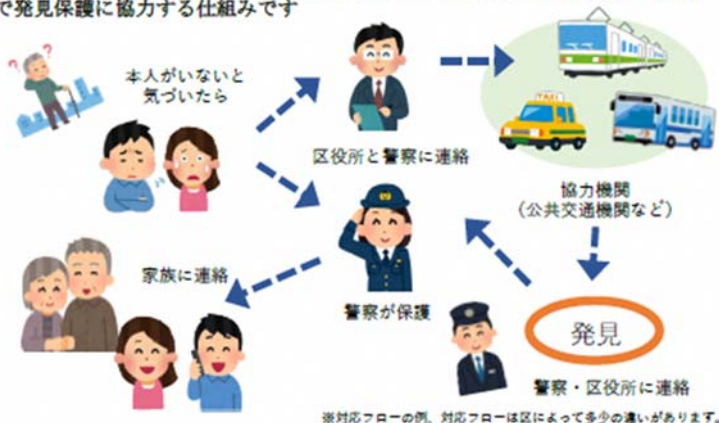 で発見保護に協力する仕組みです
? ?
本人がいないと
気づいたら
区役所と警察に連絡
TAXI
協力機関
(公共交通機関など)
家族に連絡
警察が保護
発見
警察・区役所に連絡
※対応フローの例、対応フローは区によって多少の違いがあります。